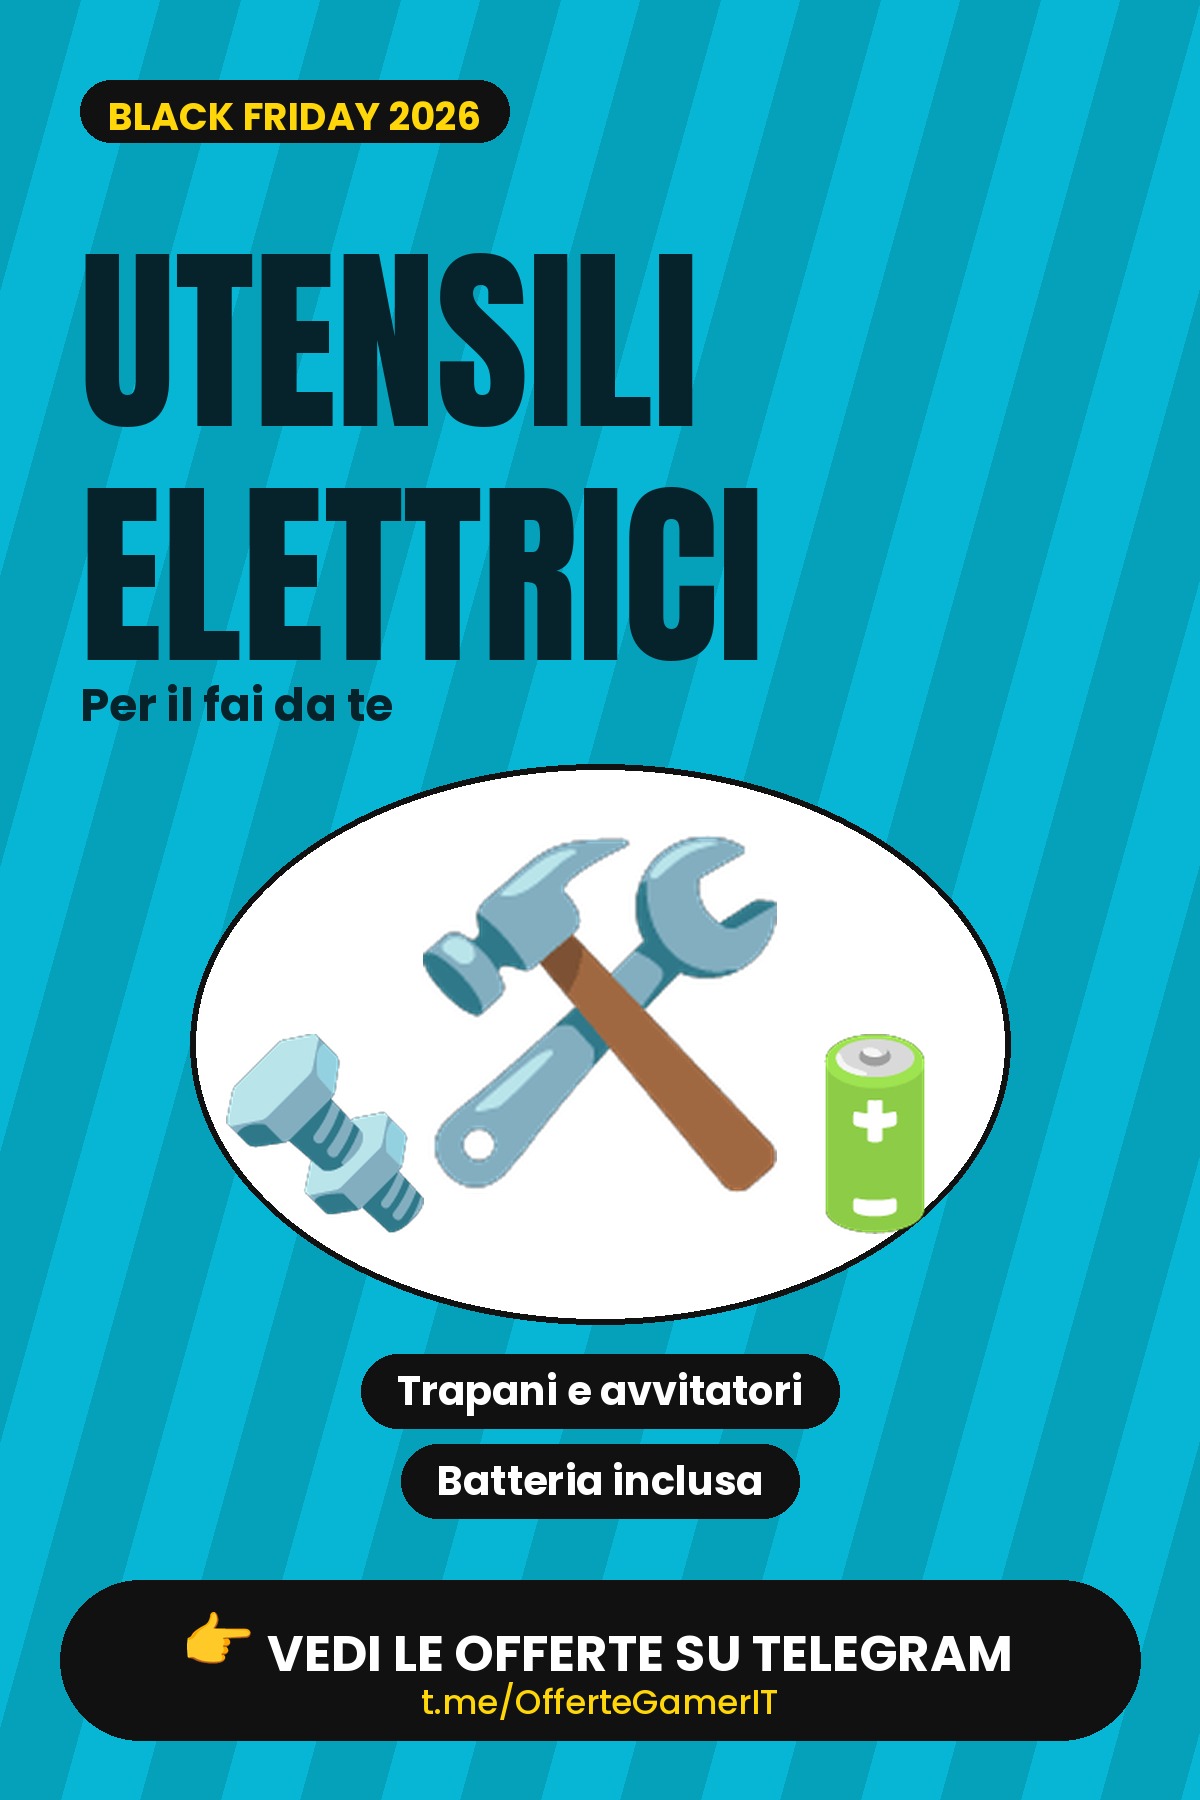 BLACK FRIDAY 2026
UTENSILI
ELETTRICI
Per il fai da te
Trapani e avvitatori
Batteria inclusa
VEDI LE OFFERTE SU TELEGRAM
t.me/OfferteGamerIT